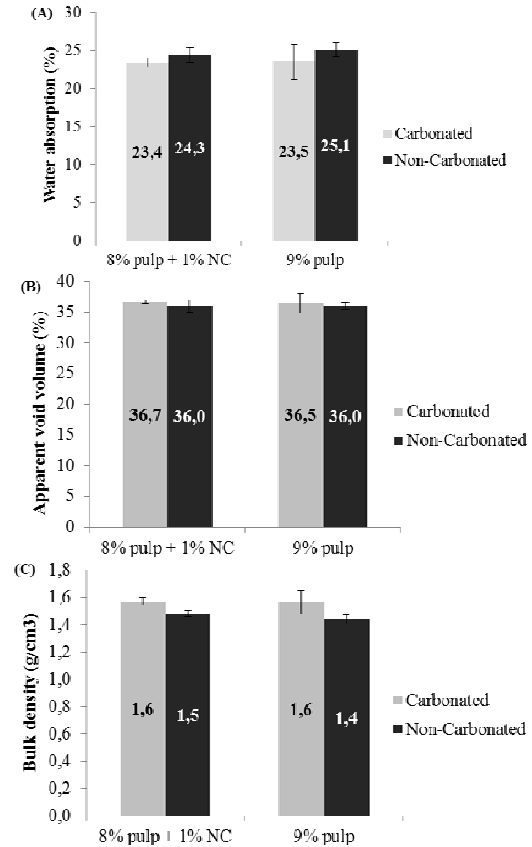 (A)
Water absorption (%)
30
25
20
15
10
5
0
23,4
24,3
23,5
25,1
8% pulp + 1% NC
9% pulp
Carbonated
Non-Carbonated
(B)
Apparent void volume (%)
40
35
30
25
20
15
10
5
0
36,7
36,0
36,5
36,0
8% pulp + 1% NC
9% pulp
Carbonated
Non-Carbonated
(C)
Bulk density (g/cm3)
1,8
1,6
1,4
1,2
1,0
0,8
0,6
0,4
0,2
0,0
1,6
1,5
1,6
1,4
8% pulp ı 1% NC
9% pulp
Carbonated
Non-Carbonated